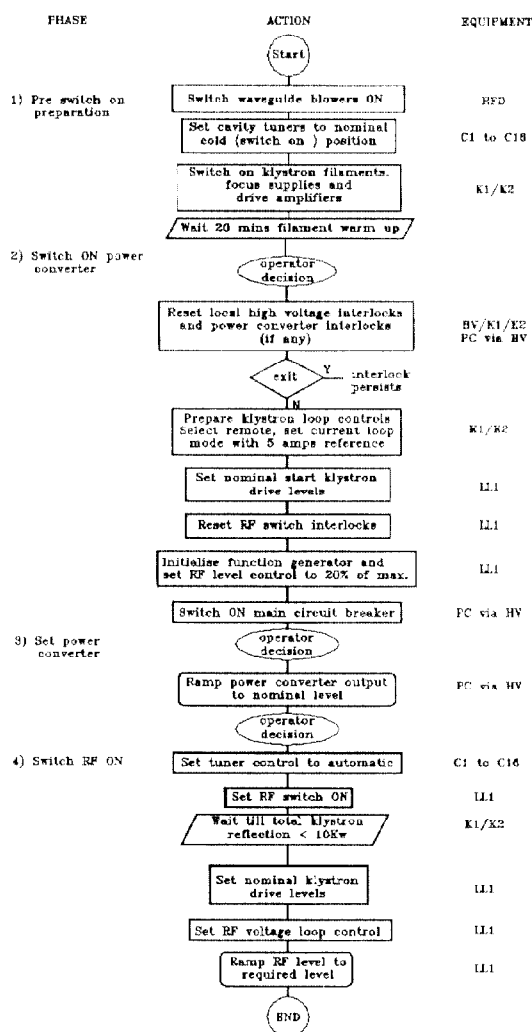 PHASE ACTION EQUIPMENT
Start
1) Pre switch on
preparation
Switch waveguide blowers ON RFD
Set cavity tuners to nominal
cold (switch on ) position C1 to C16
Switch on klystron filaments,
focus supplies and
drive amplifiers K1/K2
Wait 20 mins filament warm up
2) Switch ON power
converter
operator
decision
Reset local high voltage interlocks
and power converter interlocks
(if any)
HV/K1/K2
PC via HV
exit Y interlock
persists
N
Prepare klystron loop controls
Select remote, set current loop
mode with 5 amps reference
K1/K2
Set nominal start klystron
drive levels LL1
Reset RF switch interlocks LL1
Initialise function generator and
set RF level control to 20% of max. LL1
Switch ON main circuit breaker PC via HV
3) Set power
converter
operator
decision
Ramp power converter output
to nominal level PC via HV
operator
decision
4) Switch RF ON Set tuner control to automatic C1 to C16
Set RF switch ON LL1
Wait till total klystron
reflection < 10Kw K1/K2
Set nominal klystron
drive levels LL1
Set RF voltage loop control LL1
Ramp RF level to
required level LL1
END